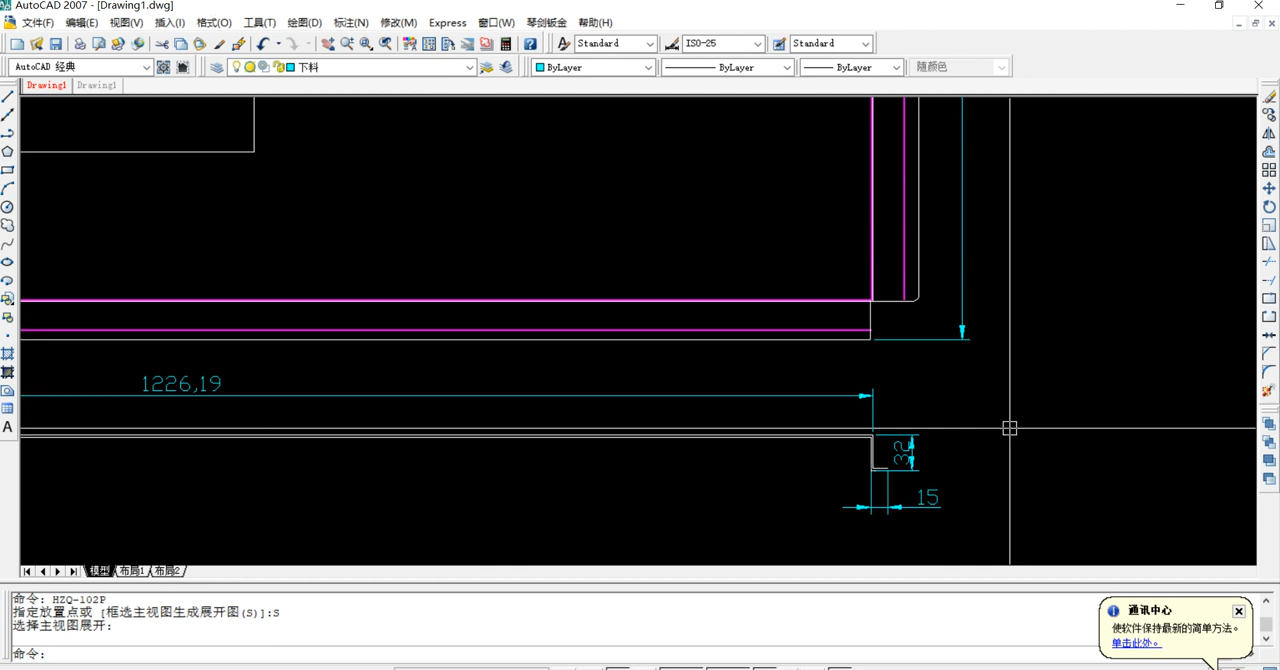 AutoCAD 2007 - [Drawing1.dwg]
文件(F) 编辑(E) 视图(V) 插入(I) 格式(O) 工具(T) 绘图(D) 标注(N) 修改(M) Express 窗口(W) 琴剑钣金 帮助(H)
Standard ISO-25 Standard
AutoCAD 经典 下料 ByLayer ByLayer ByLayer 随颜色
Drawing1 Drawing1
1226,19
32
15
模型 布局1 布局2
命令: HZQ-102P
指定放置点或 [框选主视图生成展开图(S)]:S
选择主视图展开:
命令:
通讯中心
使软件保持最新的简单方法。
单击此处。